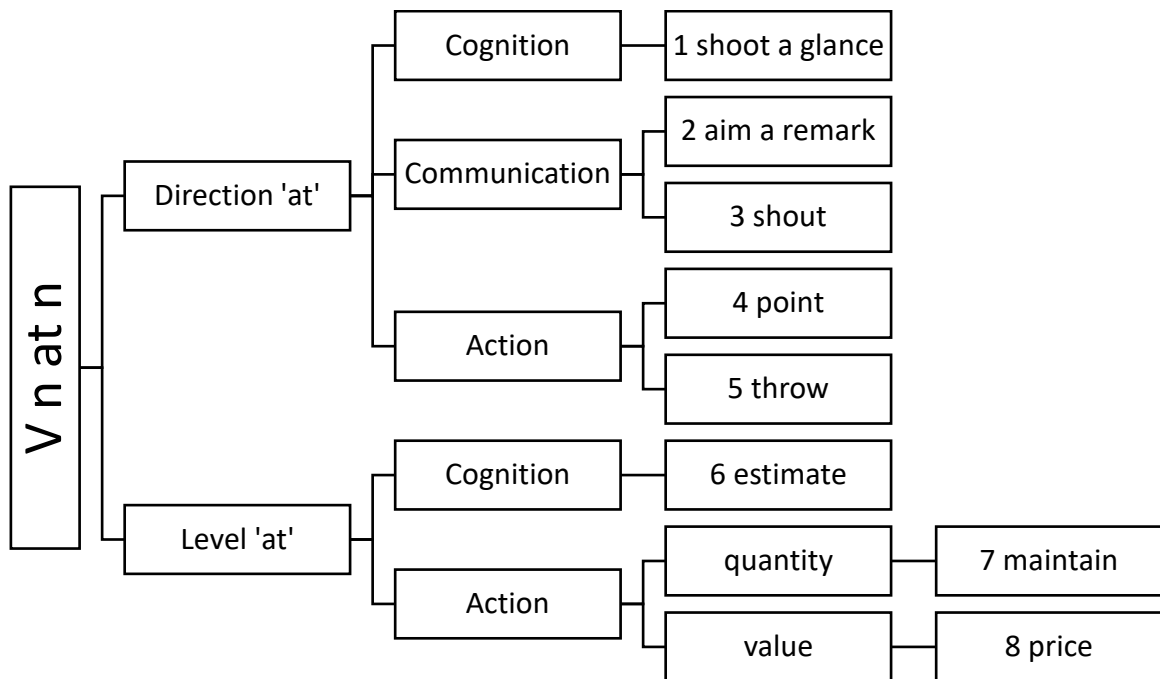 V n at n
Direction 'at'
Cognition
1 shoot a glance
Communication
2 aim a remark
3 shout
Action
4 point
5 throw
Level 'at'
Cognition
6 estimate
Action
quantity
7 maintain
value
8 price